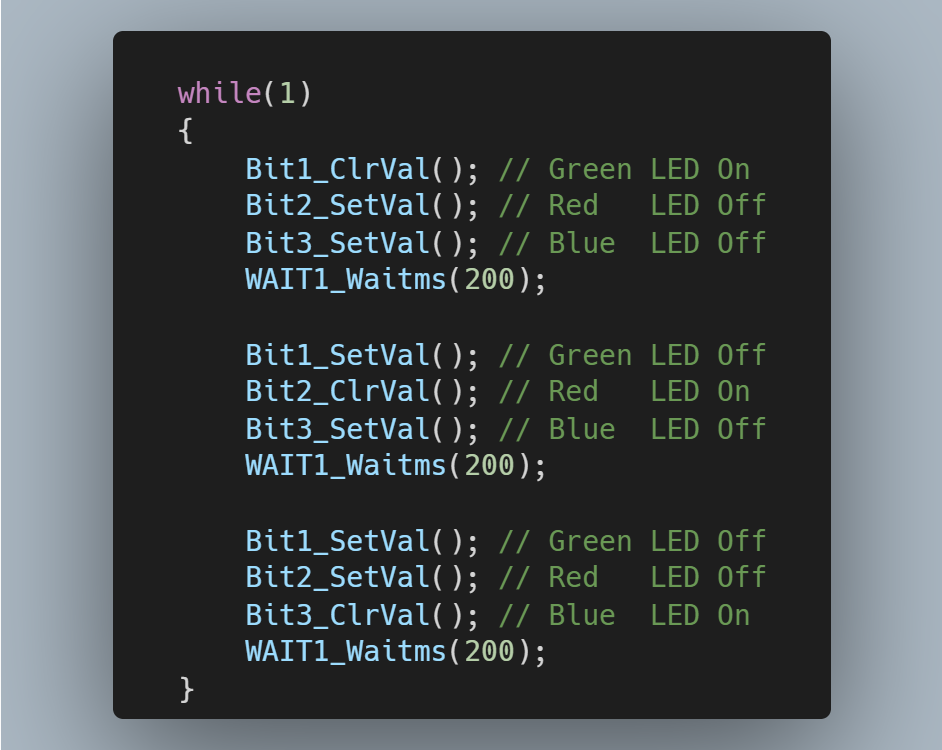 while(1)
{
    Bit1_ClrVal(); // Green LED On
    Bit2_SetVal(); // Red   LED Off
    Bit3_SetVal(); // Blue  LED Off
    WAIT1_Waitms(200);

    Bit1_SetVal(); // Green LED Off
    Bit2_ClrVal(); // Red   LED On
    Bit3_SetVal(); // Blue  LED Off
    WAIT1_Waitms(200);

    Bit1_SetVal(); // Green LED Off
    Bit2_SetVal(); // Red   LED Off
    Bit3_ClrVal(); // Blue  LED On
    WAIT1_Waitms(200);
}